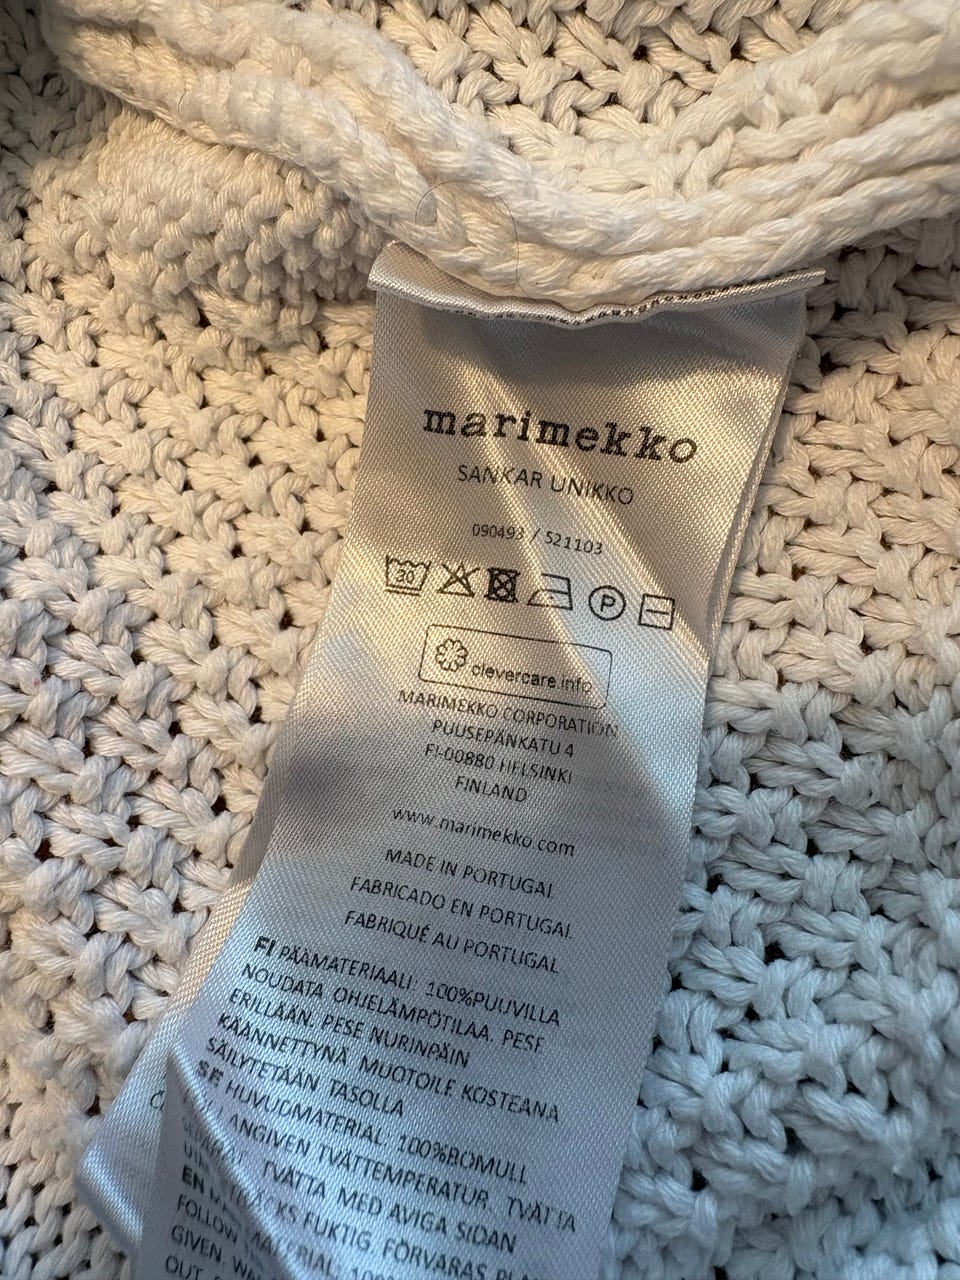 marimekko
SANKAR UNIKKO
090493 / 521103
30 P
clevercare.info
MARIMEKKO CORPORATION
PUUSEPÄNKATU 4
FI-00880 HELSINKI
FINLAND
www.marimekko.com
MADE IN PORTUGAL
FABRICADO EN PORTUGAL
FABRIQUÉ AU PORTUGAL
FI PÄÄMATERIAALI: 100%PUUVILLA
NOUDATA OHJELÄMPÖTILAA. PESE
ERILLÄÄN. PESE NURINPÄIN
KÄÄNNETTYNÄ. MUOTOILE KOSTEANA
SÄILYTETÄÄN TASOLLA
SE HUVUDMATERIAL: 100%BOMULL
ANGIVEN TVÄTTEMPERATUR. TVÄTTA
TVÄTTA MED AVIGA SIDAN
FUKTIG. FÖRVARAS
EN MATERIAL:
FOLLOW
GIVEN.
OUT.